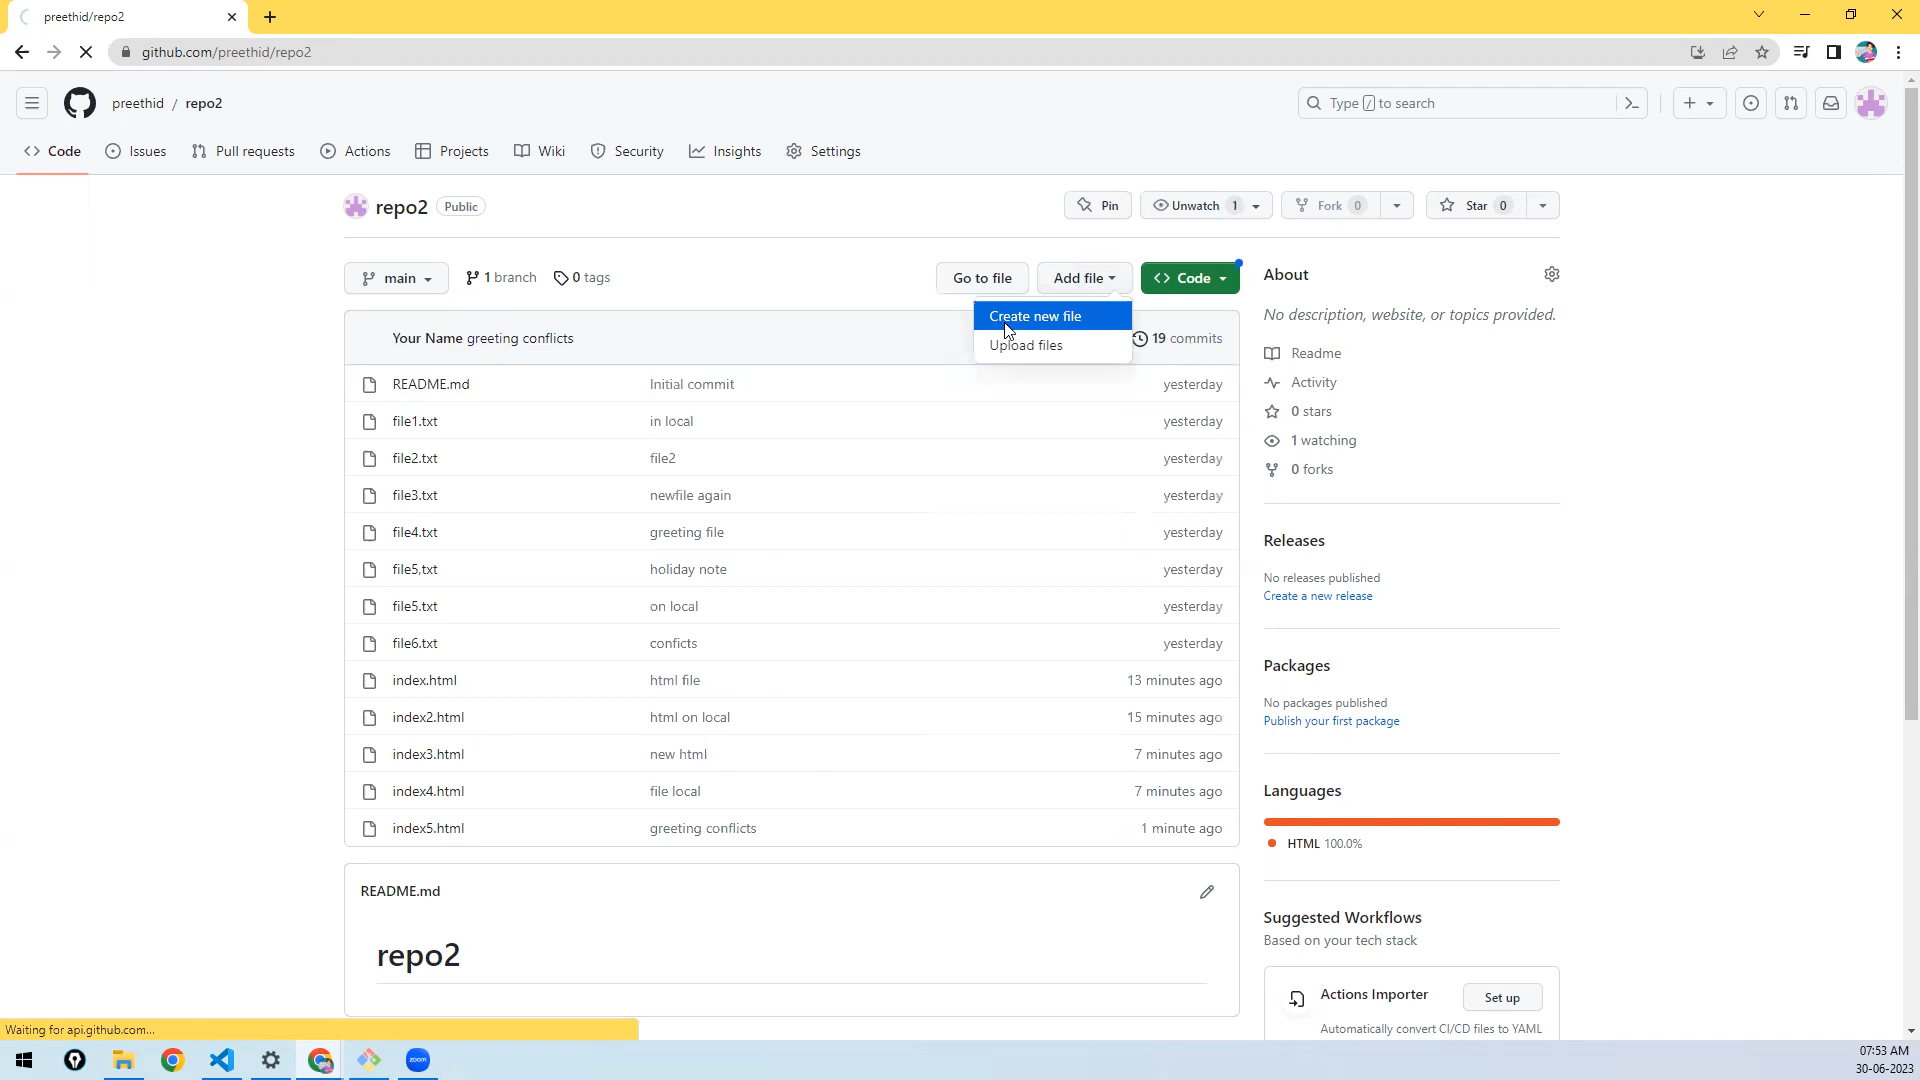 preethid/repo2
github.com/preethid/repo2
preethid / repo2
Type / to search
Code Issues Pull requests Actions Projects Wiki Security Insights Settings
repo2 Public
Pin Unwatch 1 Fork 0 Star 0
main 1 branch 0 tags
Go to file Add file Code
Create new file
Upload files
Your Name greeting conflicts 19 commits
README.md Initial commit yesterday
file1.txt in local yesterday
file2.txt file2 yesterday
file3.txt newfile again yesterday
file4.txt greeting file yesterday
file5,txt holiday note yesterday
file5.txt on local yesterday
file6.txt conficts yesterday
index.html html file 13 minutes ago
index2.html html on local 15 minutes ago
index3.html new html 7 minutes ago
index4.html file local 7 minutes ago
index5.html greeting conflicts 1 minute ago
README.md
repo2
About
No description, website, or topics provided.
Readme
Activity
0 stars
1 watching
0 forks
Releases
No releases published
Create a new release
Packages
No packages published
Publish your first package
Languages
HTML 100.0%
Suggested Workflows
Based on your tech stack
Actions Importer Set up
Automatically convert CI/CD files to YAML
Waiting for api.github.com...
zoom
07:53 AM
30-06-2023